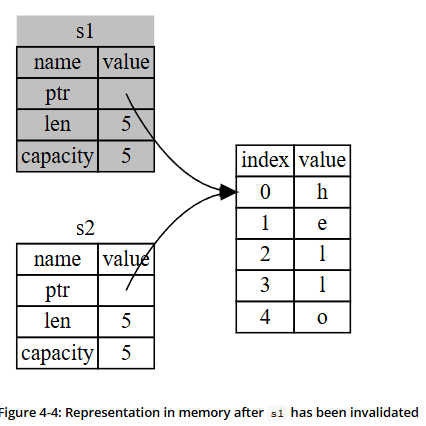 s1
name value
ptr
len 5
capacity 5
s2
name value
ptr
len 5
capacity 5
index value
0 h
1 e
2 l
3 l
4 o
Figure 4-4: Representation in memory after s1 has been invalidated